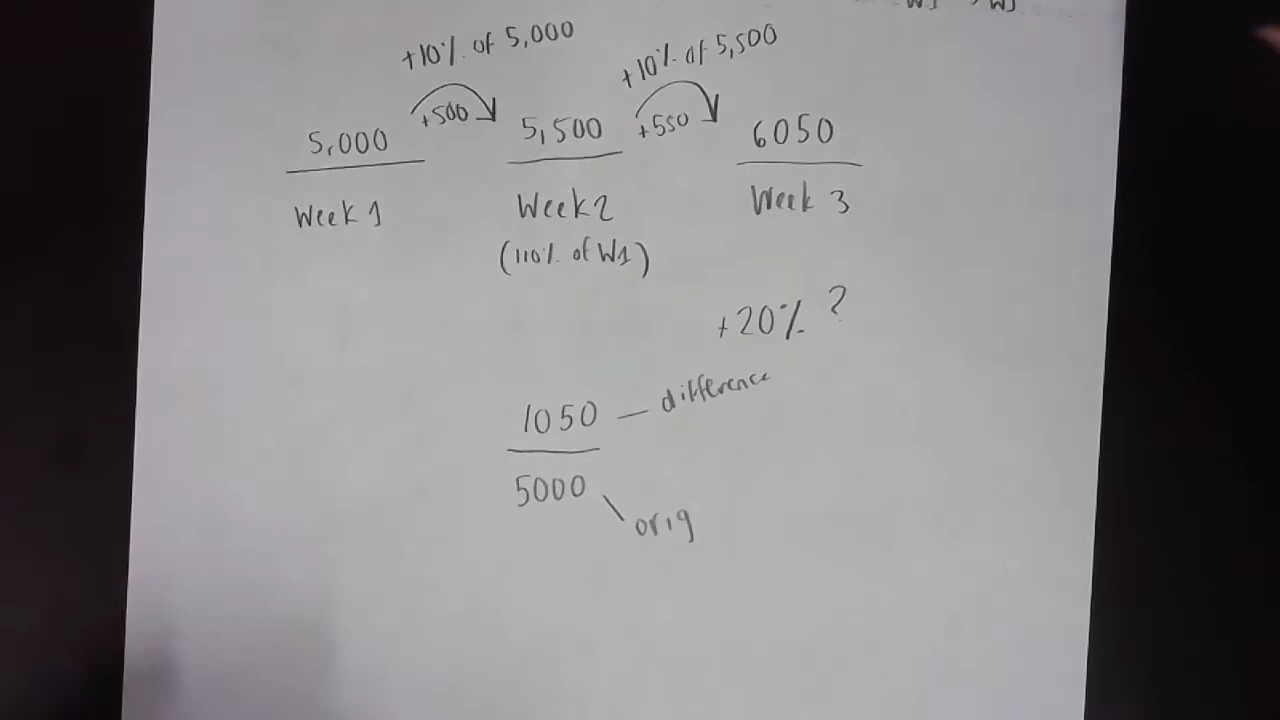 +10% of 5,000
+10% of 5,500
5,000
+500
5,500
+550
6050
Week 1
Week 2
Week 3
(110% of W1)
+20% ?
1050 — difference
5000
orig